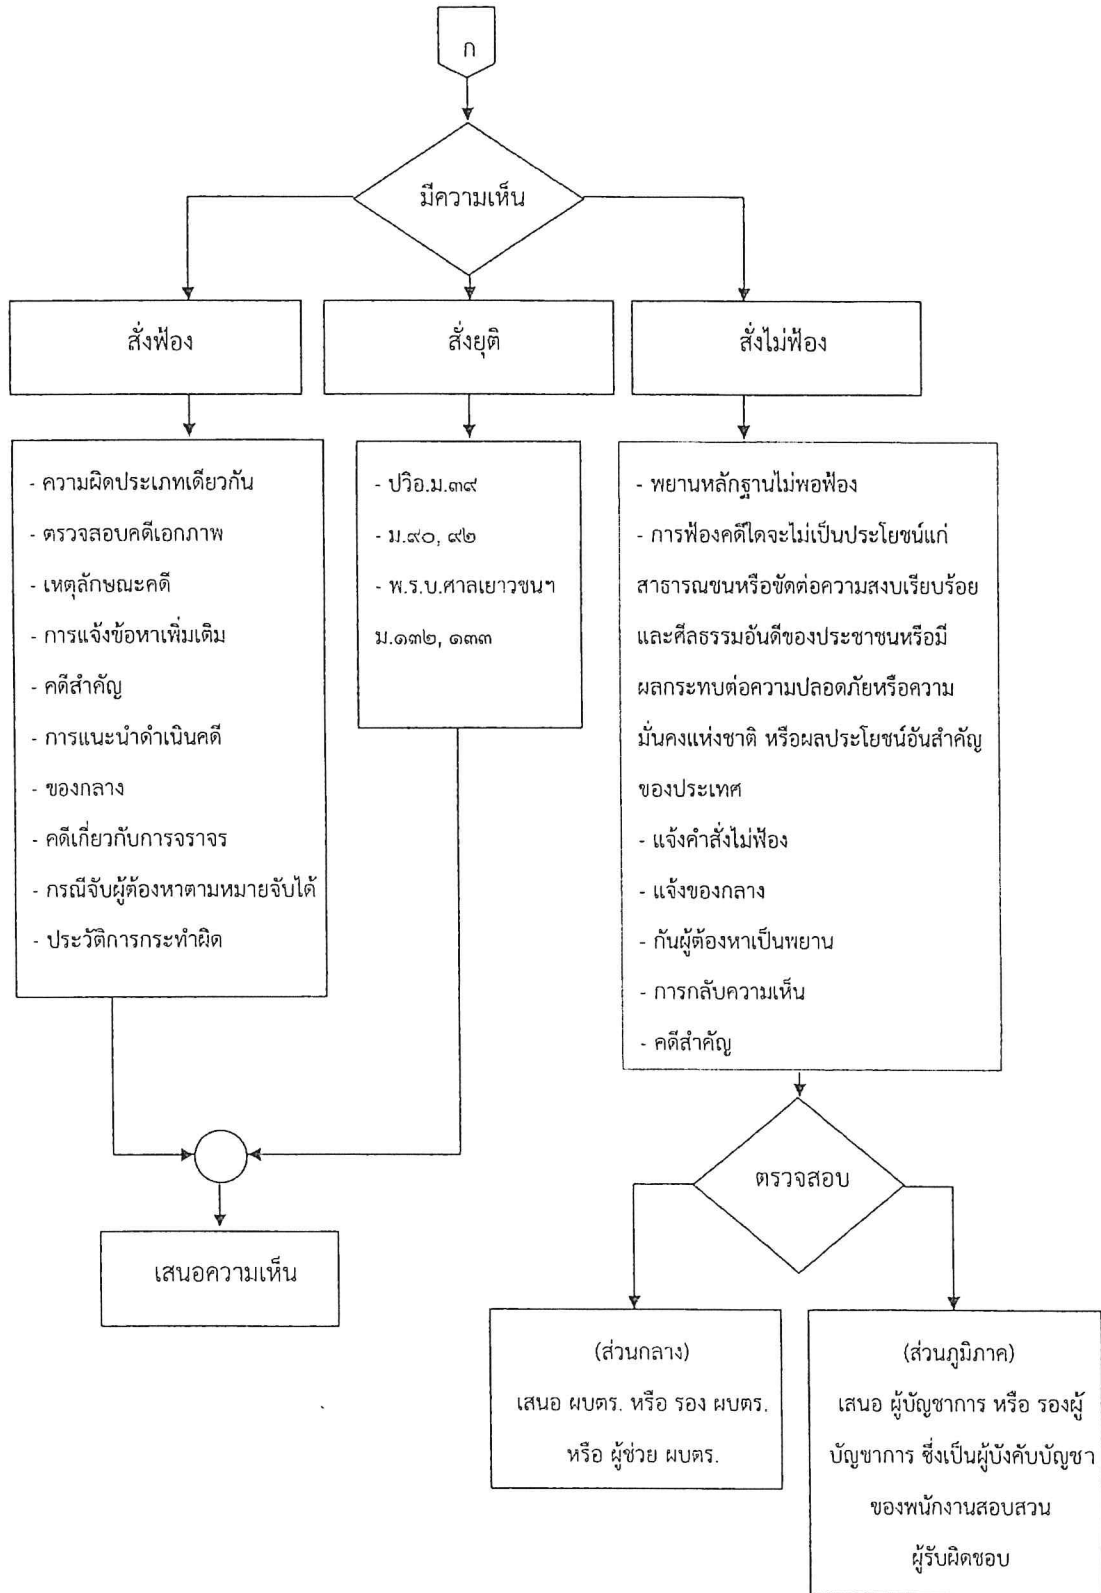 ก
มีความเห็น
สั่งฟ้อง
สั่งยุติ
สั่งไม่ฟ้อง
- ความผิดประเภทเดียวกัน
- ตรวจสอบคดีเอกภาพ
- เหตุลักษณะคดี
- การแจ้งข้อหาเพิ่มเติม
- คดีสำคัญ
- การแนะนำดำเนินคดี
- ของกลาง
- คดีเกี่ยวกับการจราจร
- กรณีจับผู้ต้องหาตามหมายจับได้
- ประวัติการกระทำผิด
- ปวิอ.ม.๓๙
- ม.๙๐, ๙๒
- พ.ร.บ.ศาลเยาวชนฯ
ม.๑๓๒, ๑๓๓
- พยานหลักฐานไม่พอฟ้อง
- การฟ้องคดีใดจะไม่เป็นประโยชน์แก่
สาธารณชนหรือขัดต่อความสงบเรียบร้อย
และศีลธรรมอันดีของประชาชนหรือมี
ผลกระทบต่อความปลอดภัยหรือความ
มั่นคงแห่งชาติ หรือผลประโยชน์อันสำคัญ
ของประเทศ
- แจ้งคำสั่งไม่ฟ้อง
- แจ้งของกลาง
- กันผู้ต้องหาเป็นพยาน
- การกลับความเห็น
- คดีสำคัญ
ตรวจสอบ
เสนอความเห็น
(ส่วนกลาง)
เสนอ ผบตร. หรือ รอง ผบตร.
หรือ ผู้ช่วย ผบตร.
(ส่วนภูมิภาค)
เสนอ ผู้บัญชาการ หรือ รองผู้
บัญชาการ ซึ่งเป็นผู้บังคับบัญชา
ของพนักงานสอบสวน
ผู้รับผิดชอบ